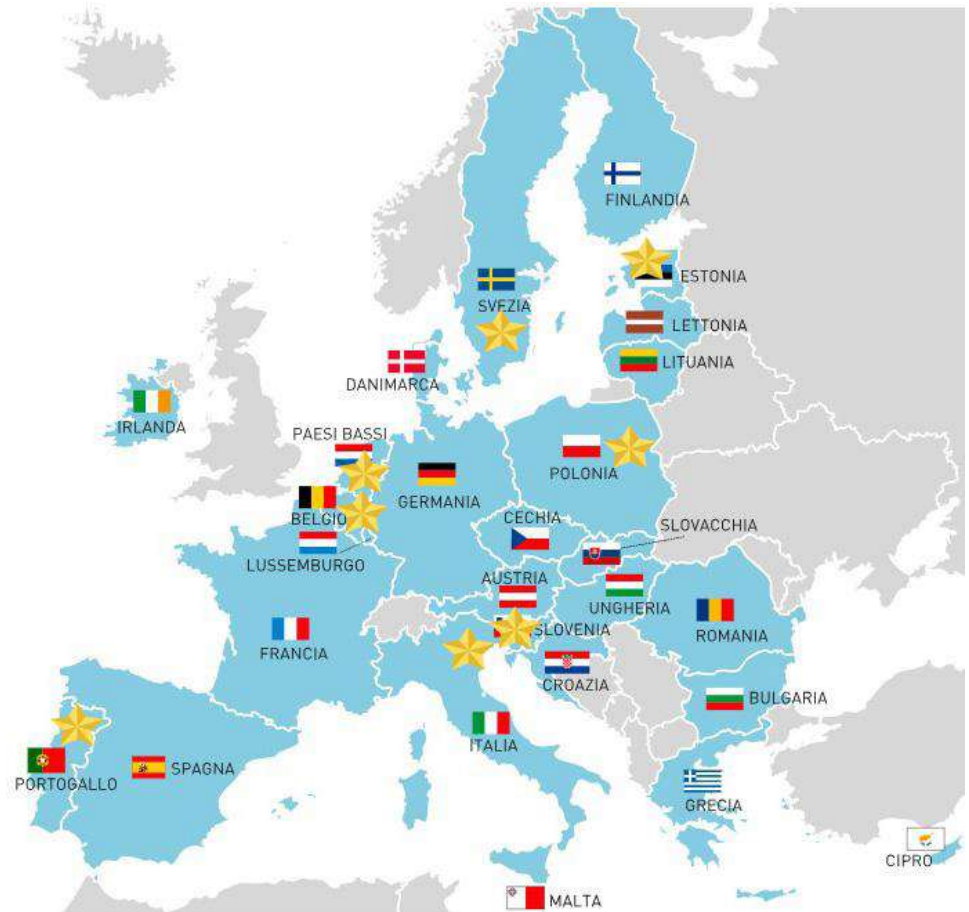 FINLANDIA
ESTONIA
SVEZIA
LETTONIA
LITUANIA
DANIMARCA
IRLANDA
PAESI BASSI
POLONIA
GERMANIA
BELGIO
CECHIA
SLOVACCHIA
LUSSEMBURGO
AUSTRIA
UNGHERIA
SLOVENIA
ROMANIA
FRANCIA
CROAZIA
BULGARIA
ITALIA
SPAGNA
PORTOGALLO
GRECIA
CIPRO
MALTA